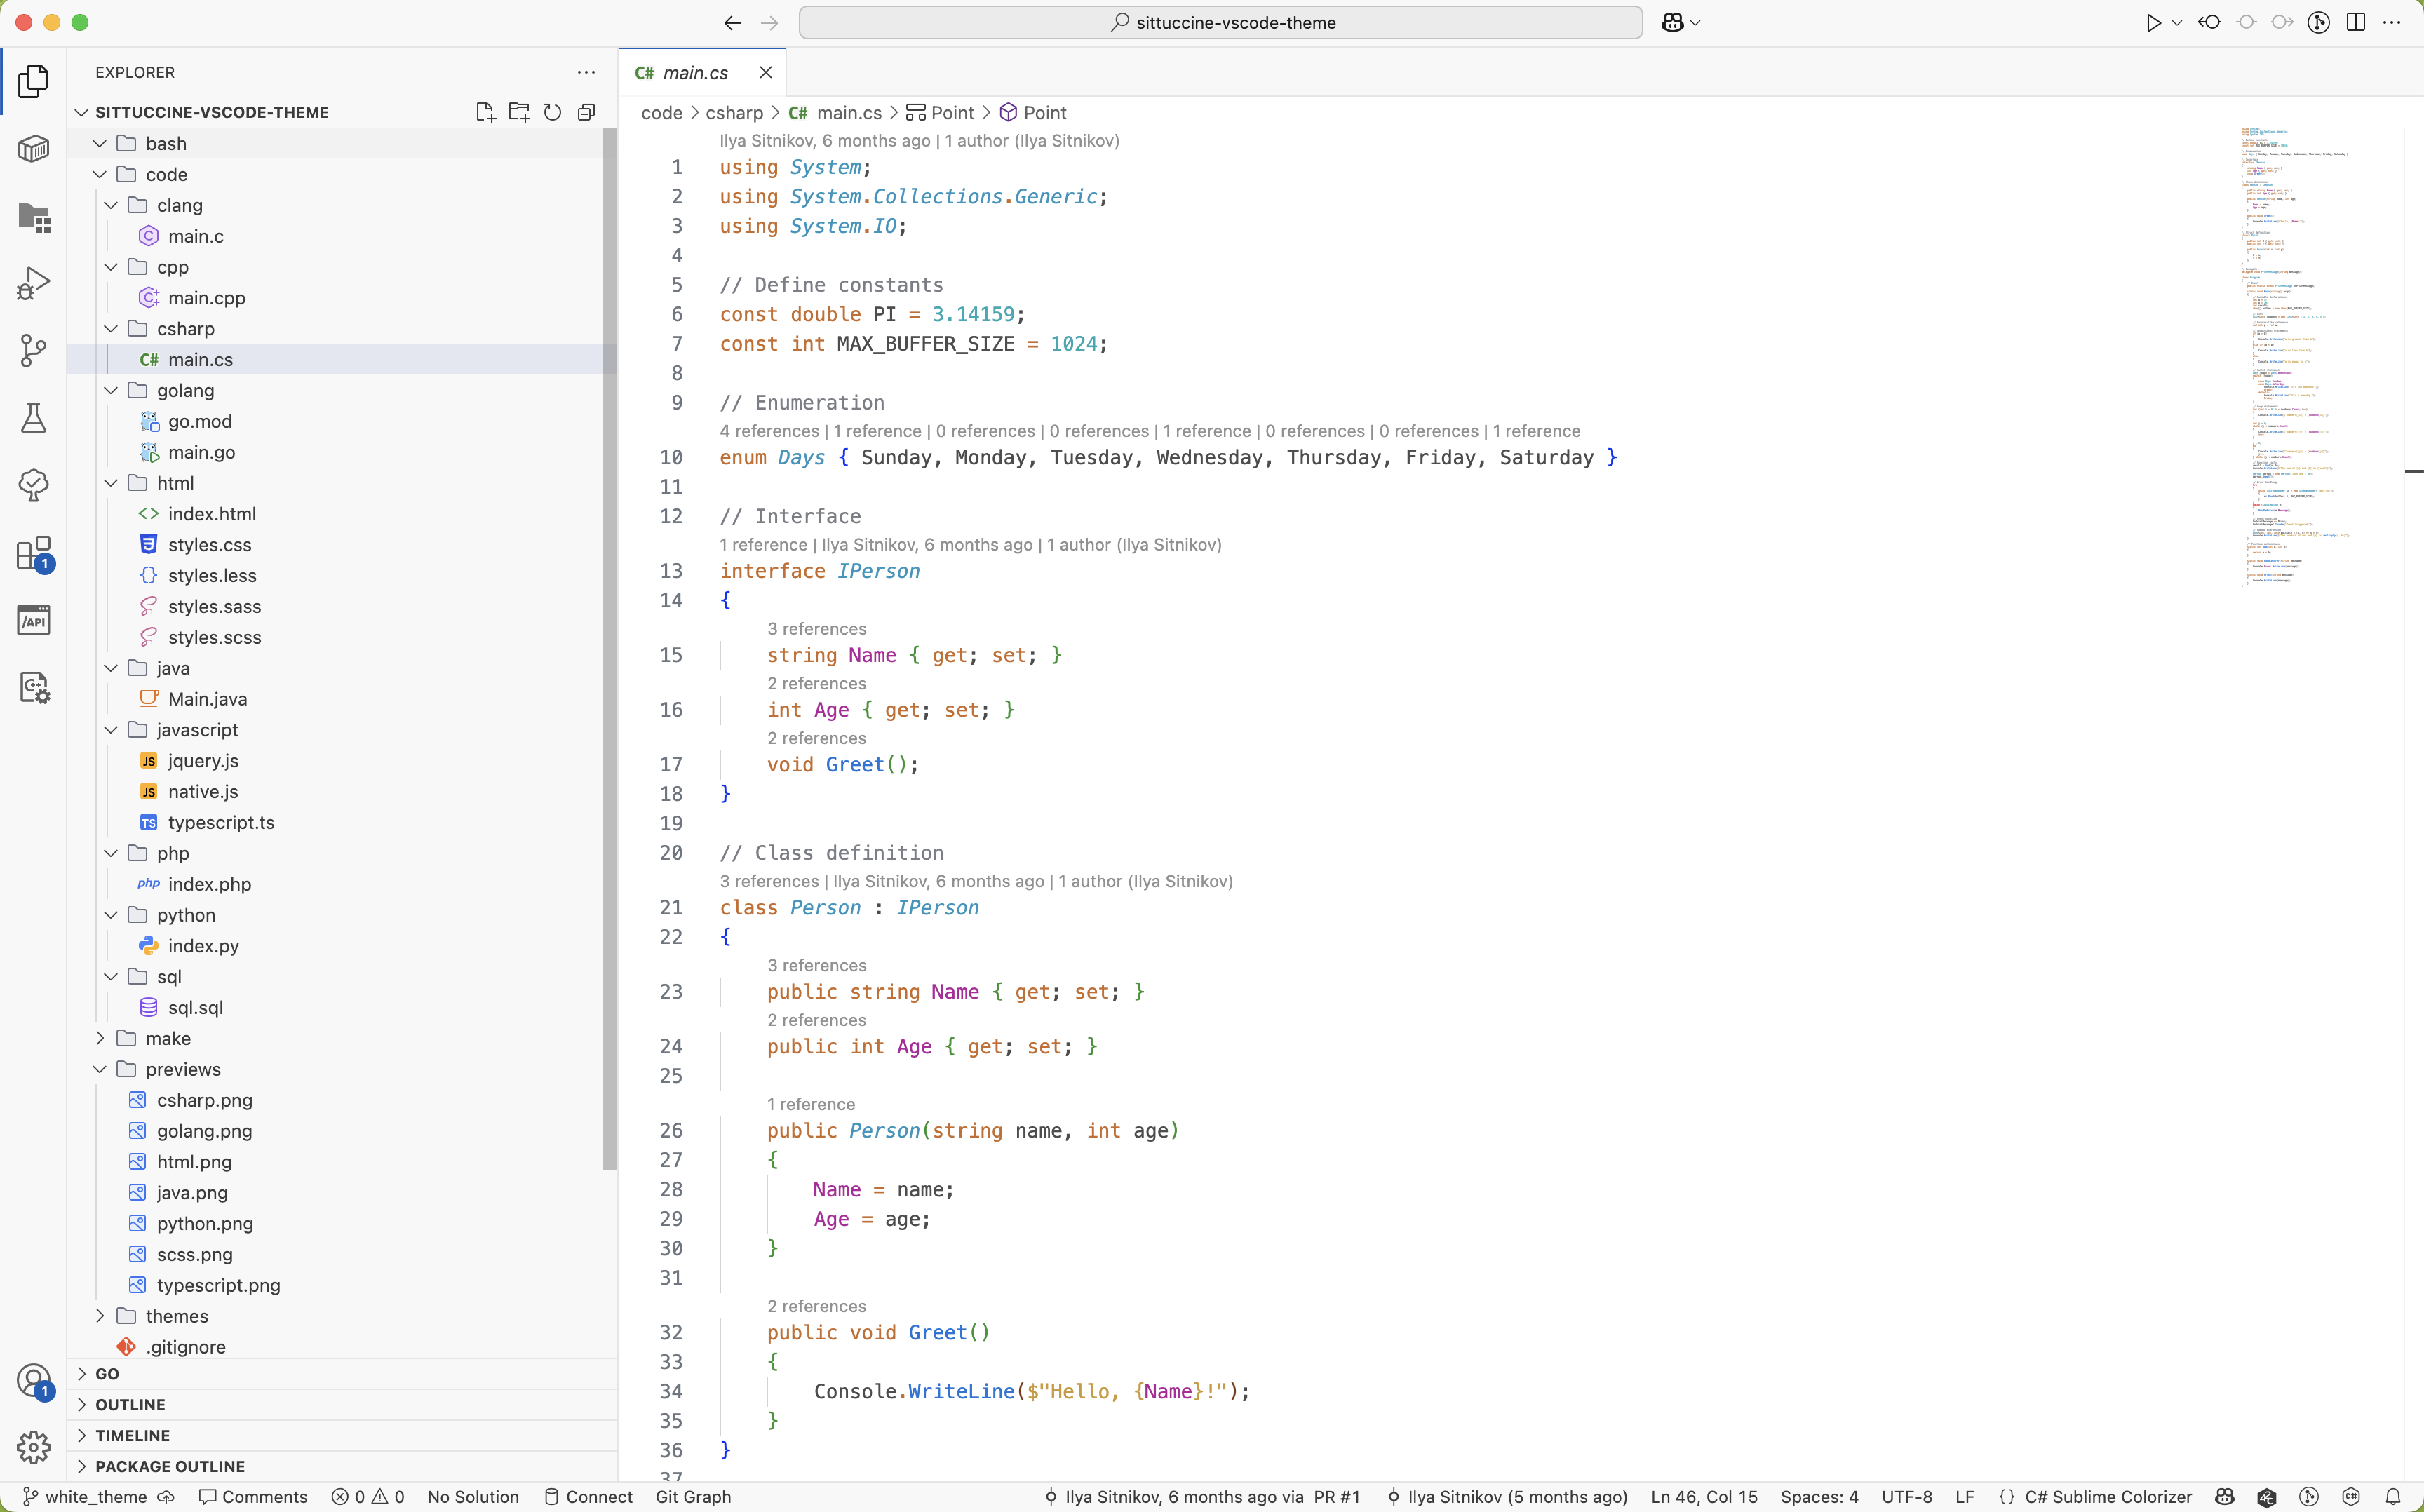 sittuccine-vscode-theme
EXPLORER
SITTUCCINE-VSCODE-THEME
bash
code
clang
main.c
cpp
main.cpp
csharp
C# main.cs
golang
go.mod
main.go
html
index.html
styles.css
styles.less
styles.sass
styles.scss
java
Main.java
javascript
JS jquery.js
JS native.js
TS typescript.ts
php
php index.php
python
index.py
sql
sql.sql
make
previews
csharp.png
golang.png
html.png
java.png
python.png
scss.png
typescript.png
themes
.gitignore
GO
OUTLINE
TIMELINE
PACKAGE OUTLINE
1
/API
1
C# main.cs
code > csharp > C# main.cs > Point > Point
Ilya Sitnikov, 6 months ago | 1 author (Ilya Sitnikov)
1 using System;
2 using System.Collections.Generic;
3 using System.IO;
4
5 // Define constants
6 const double PI = 3.14159;
7 const int MAX_BUFFER_SIZE = 1024;
8
9 // Enumeration
4 references | 1 reference | 0 references | 0 references | 1 reference | 0 references | 0 references | 1 reference
10 enum Days { Sunday, Monday, Tuesday, Wednesday, Thursday, Friday, Saturday }
11
12 // Interface
1 reference | Ilya Sitnikov, 6 months ago | 1 author (Ilya Sitnikov)
13 interface IPerson
14 {
3 references
15 string Name { get; set; }
2 references
16 int Age { get; set; }
2 references
17 void Greet();
18 }
19
20 // Class definition
3 references | Ilya Sitnikov, 6 months ago | 1 author (Ilya Sitnikov)
21 class Person : IPerson
22 {
3 references
23 public string Name { get; set; }
2 references
24 public int Age { get; set; }
25
1 reference
26 public Person(string name, int age)
27 {
28 Name = name;
29 Age = age;
30 }
31
2 references
32 public void Greet()
33 {
34 Console.WriteLine($"Hello, {Name}!");
35 }
36 }
37
white_theme Comments 0 0 No Solution Connect Git Graph Ilya Sitnikov, 6 months ago via PR #1 Ilya Sitnikov (5 months ago) Ln 46, Col 15 Spaces: 4 UTF-8 LF {} C# Sublime Colorizer